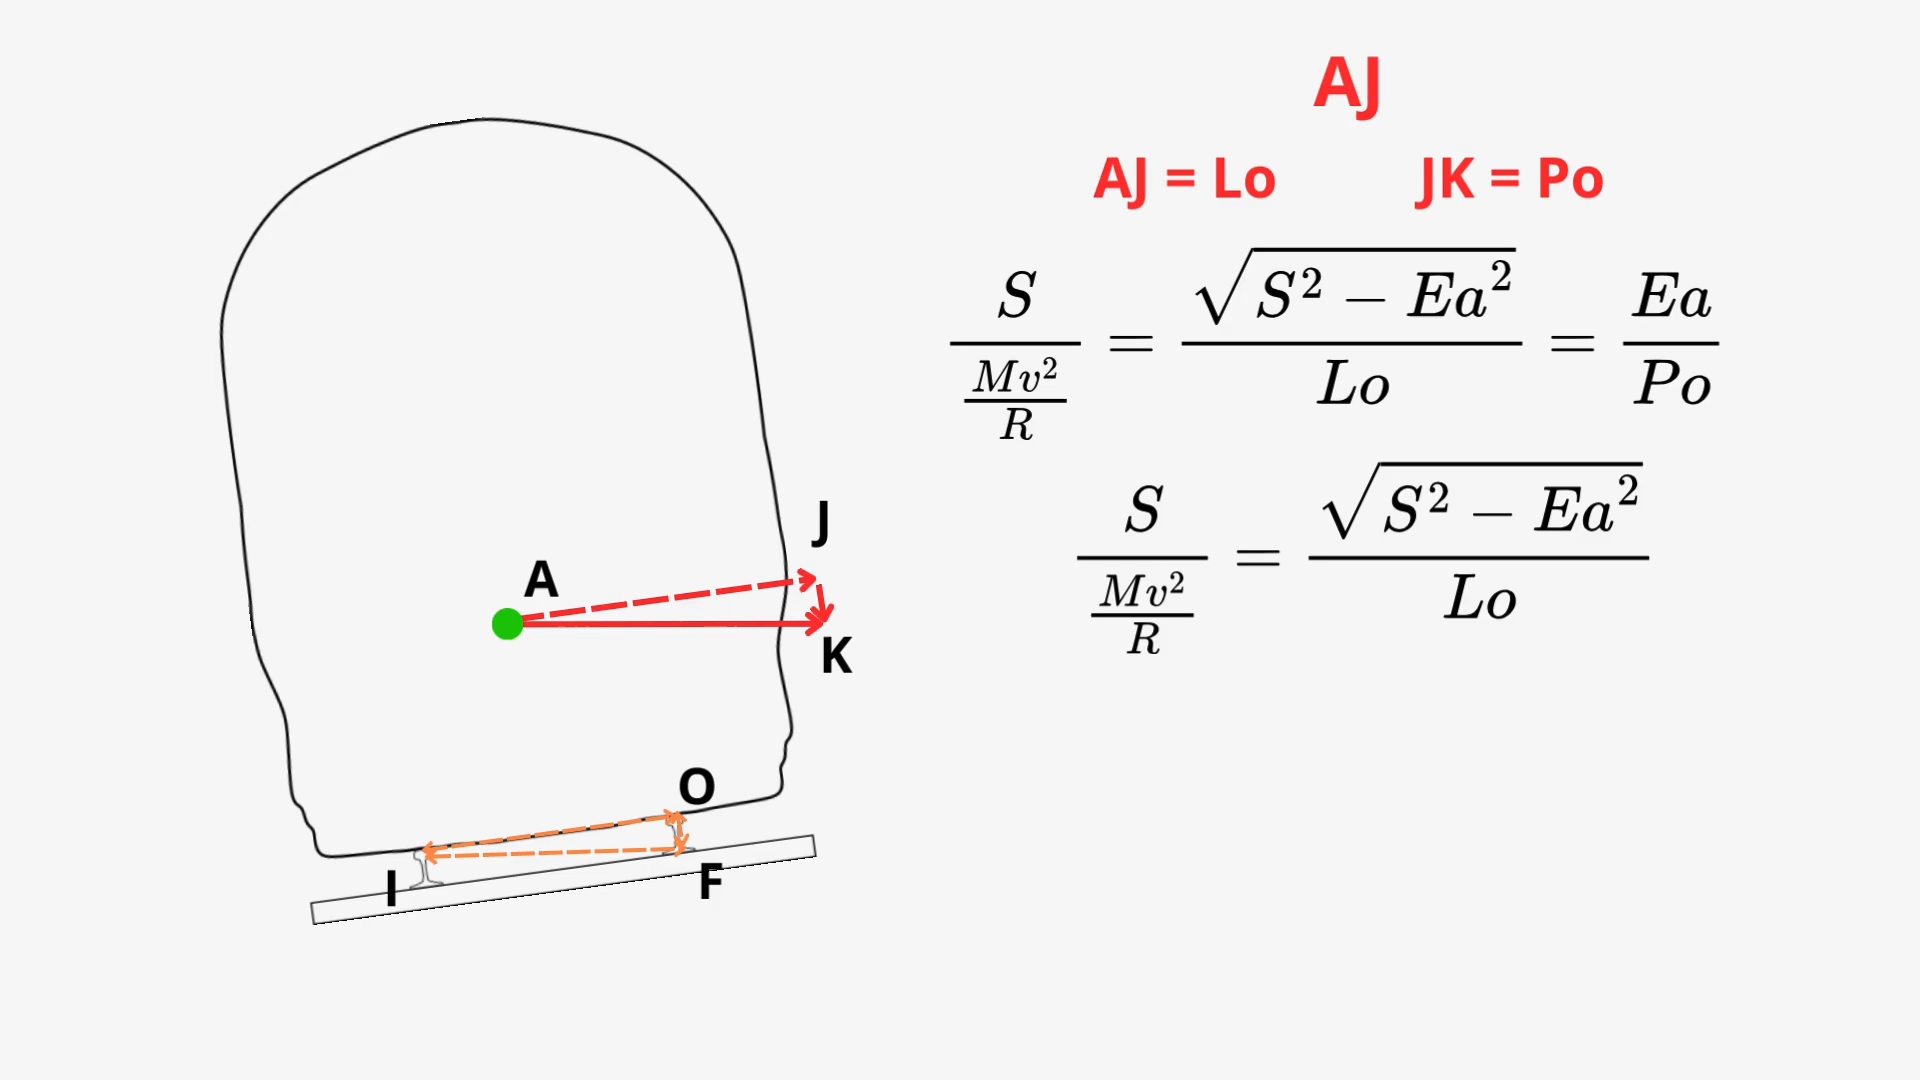 AJ
AJ = Lo
JK = Po
S / (Mv² / R) = √(S² − Ea²) / Lo = Ea / Po
S / (Mv² / R) = √(S² − Ea²) / Lo
J
A
K
O
I
F